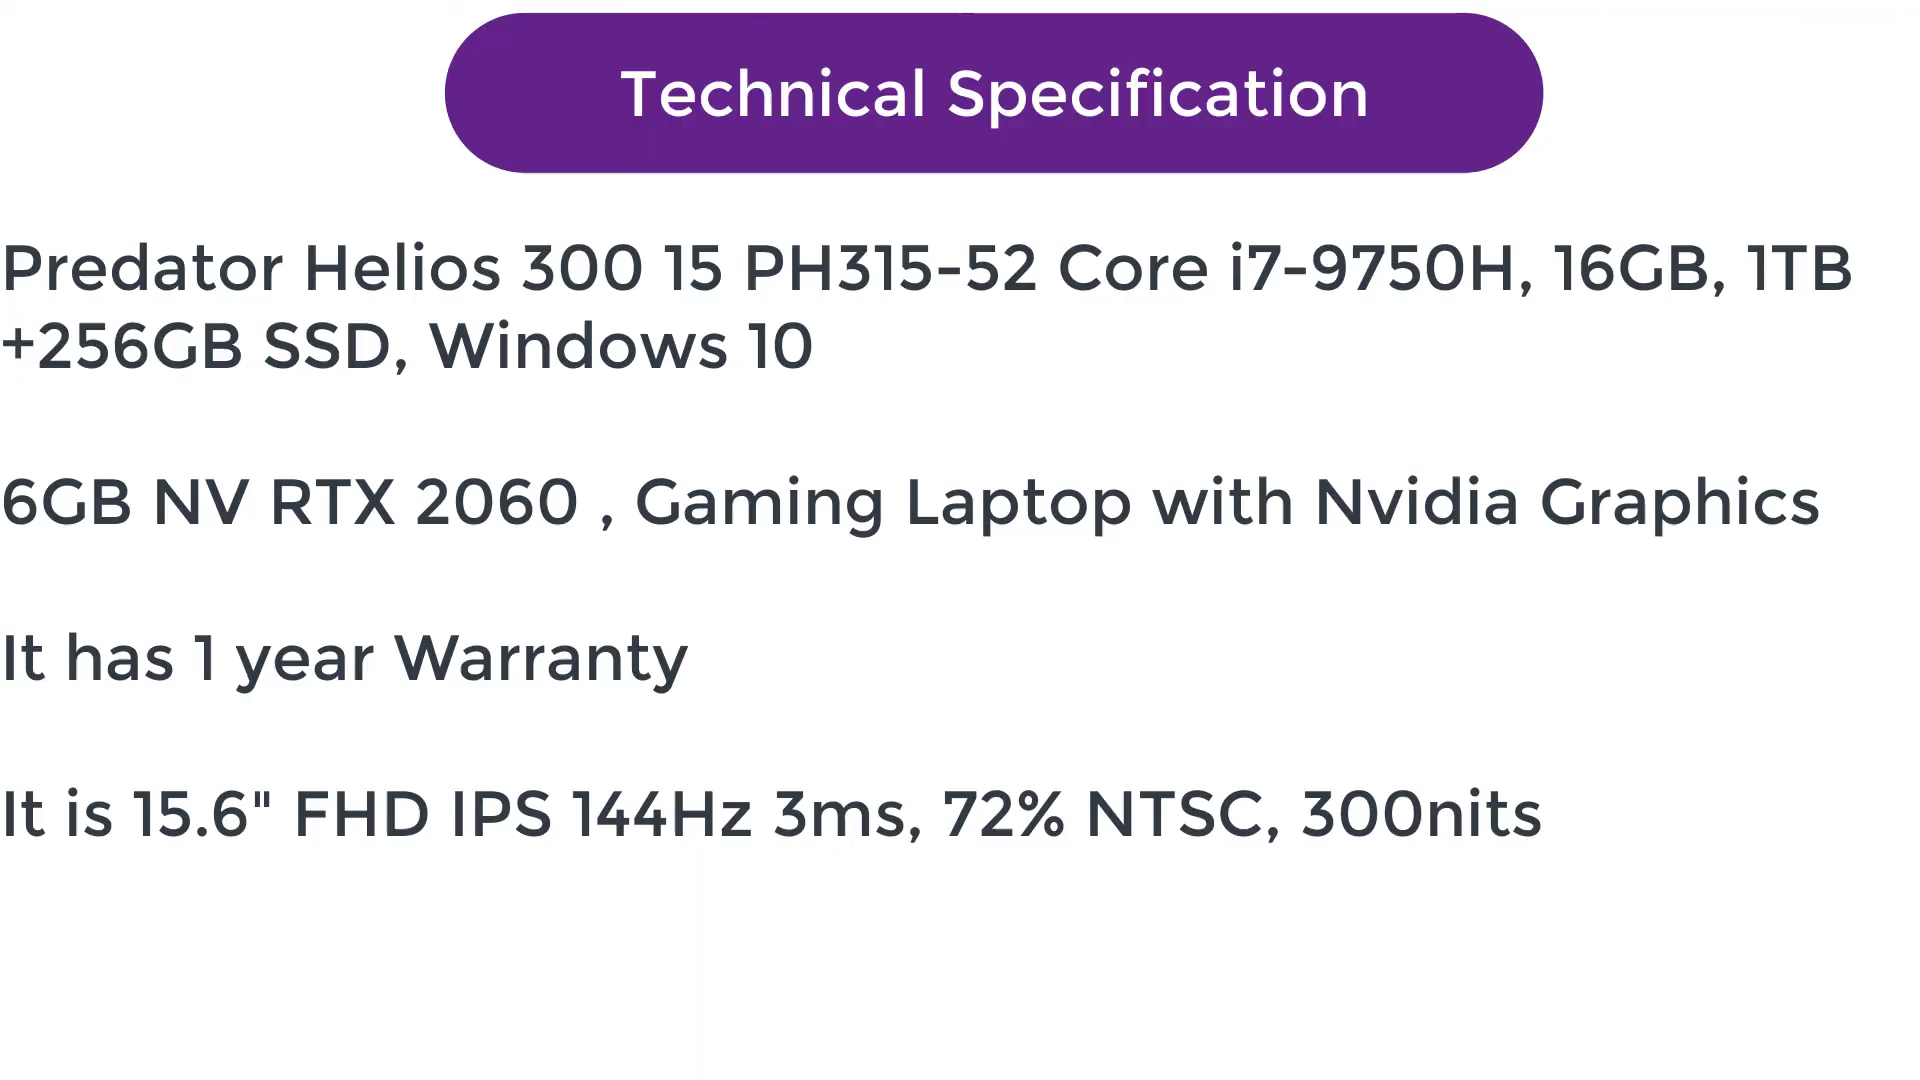 Technical Specification
Predator Helios 300 15 PH315-52 Core i7-9750H, 16GB, 1TB
+256GB SSD, Windows 10
6GB NV RTX 2060 , Gaming Laptop with Nvidia Graphics
It has 1 year Warranty
It is 15.6" FHD IPS 144Hz 3ms, 72% NTSC, 300nits